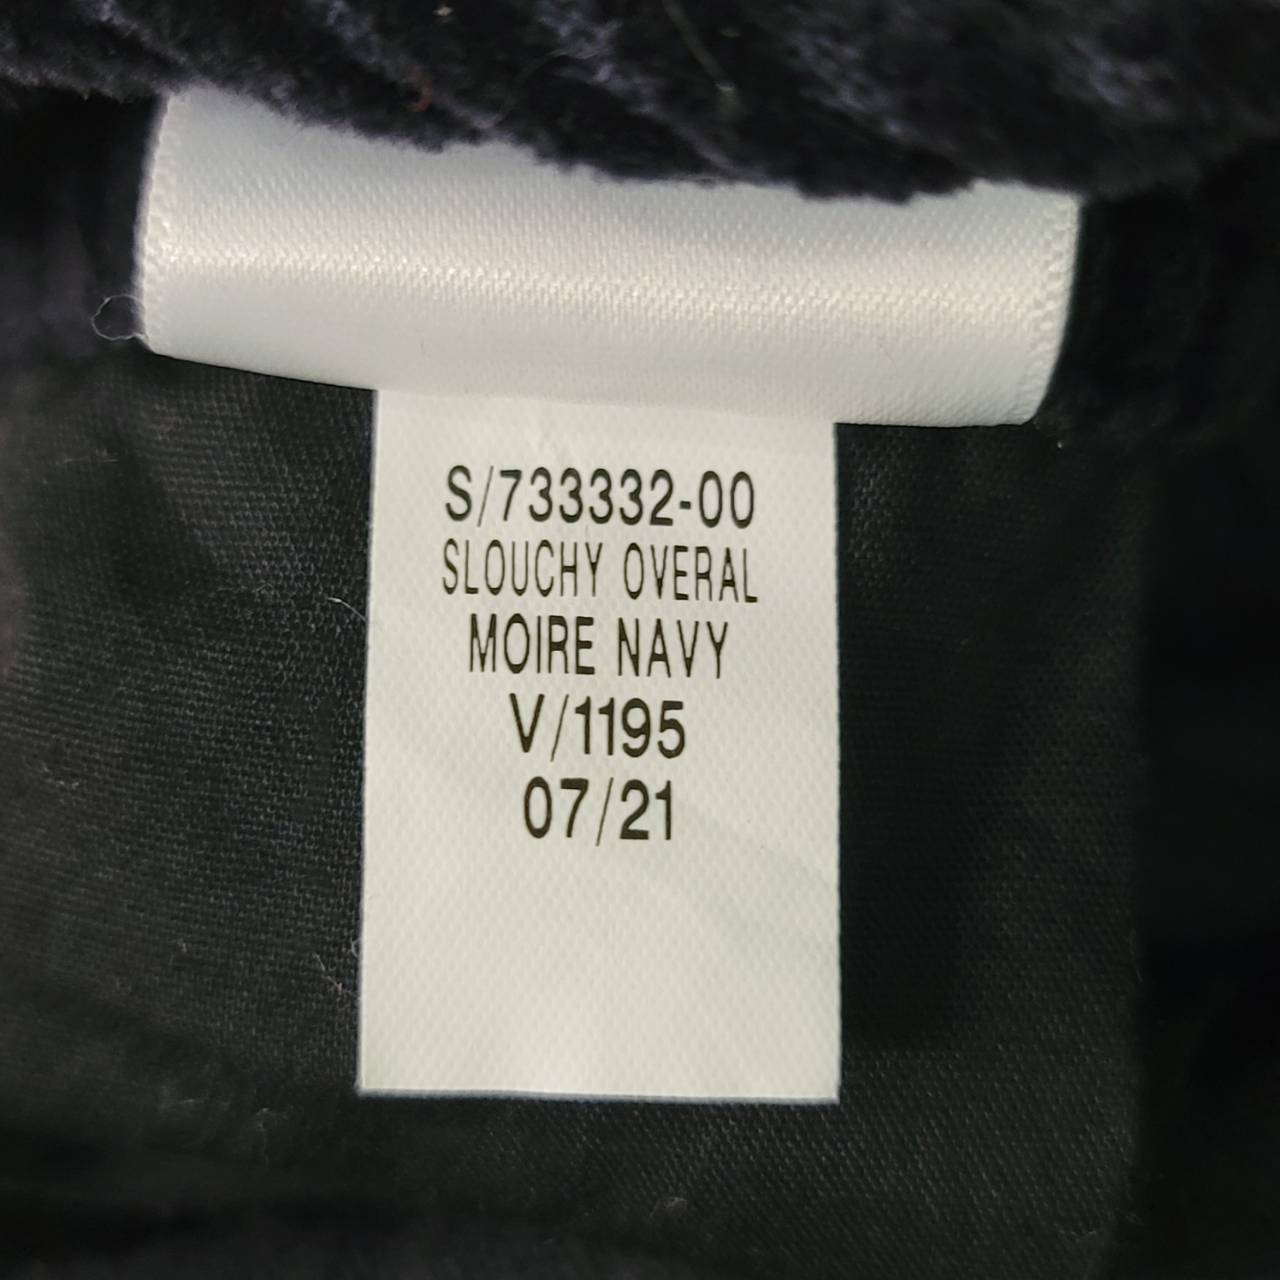 S/733332-00
SLOUCHY OVERAL
MOIRE NAVY
V/1195
07/21